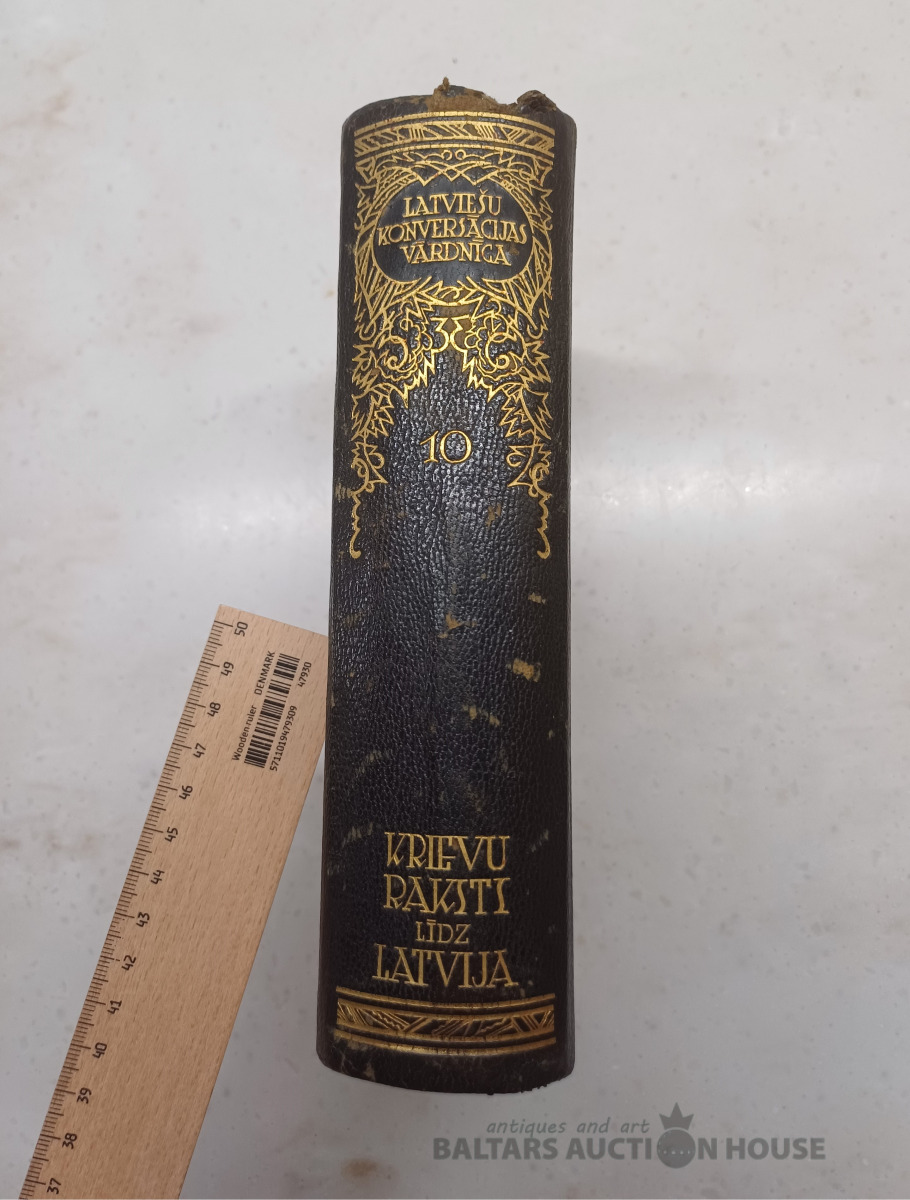 LATVIEŠU
KONVERSĀCIJAS
VĀRDNĪCA
10
KRIEVU
RAKSTI
LĪDZ
LATVIJA
50
49
48
47
46
45
44
43
42
41
40
39
38
37
Wooden ruler DENMARK
5711019479309 47930
antiques and art
BALTARS AUCTION HOUSE